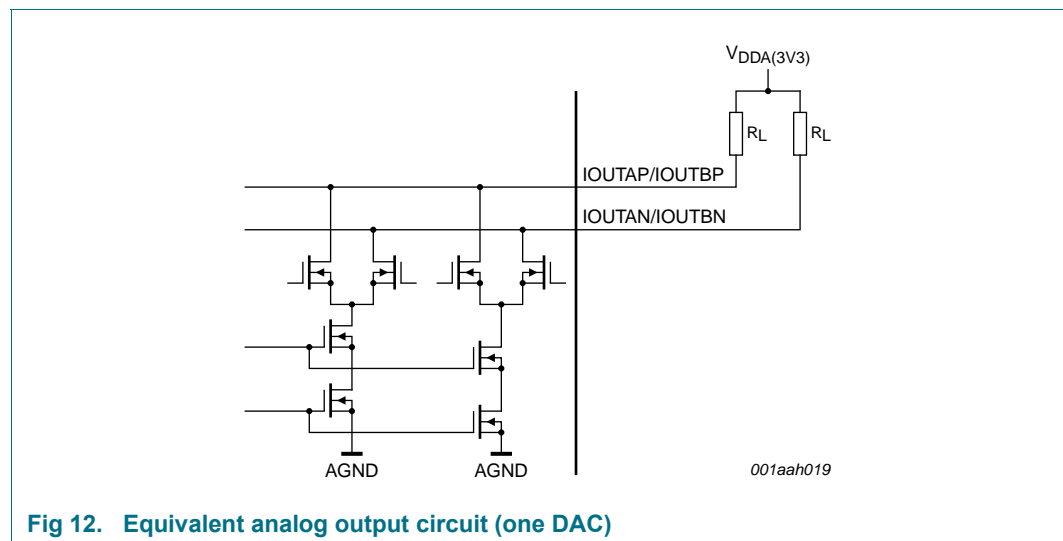 VDDA(3V3)
RL RL
IOUTAP/IOUTBP
IOUTAN/IOUTBN
AGND AGND
001aah019
Fig 12. Equivalent analog output circuit (one DAC)